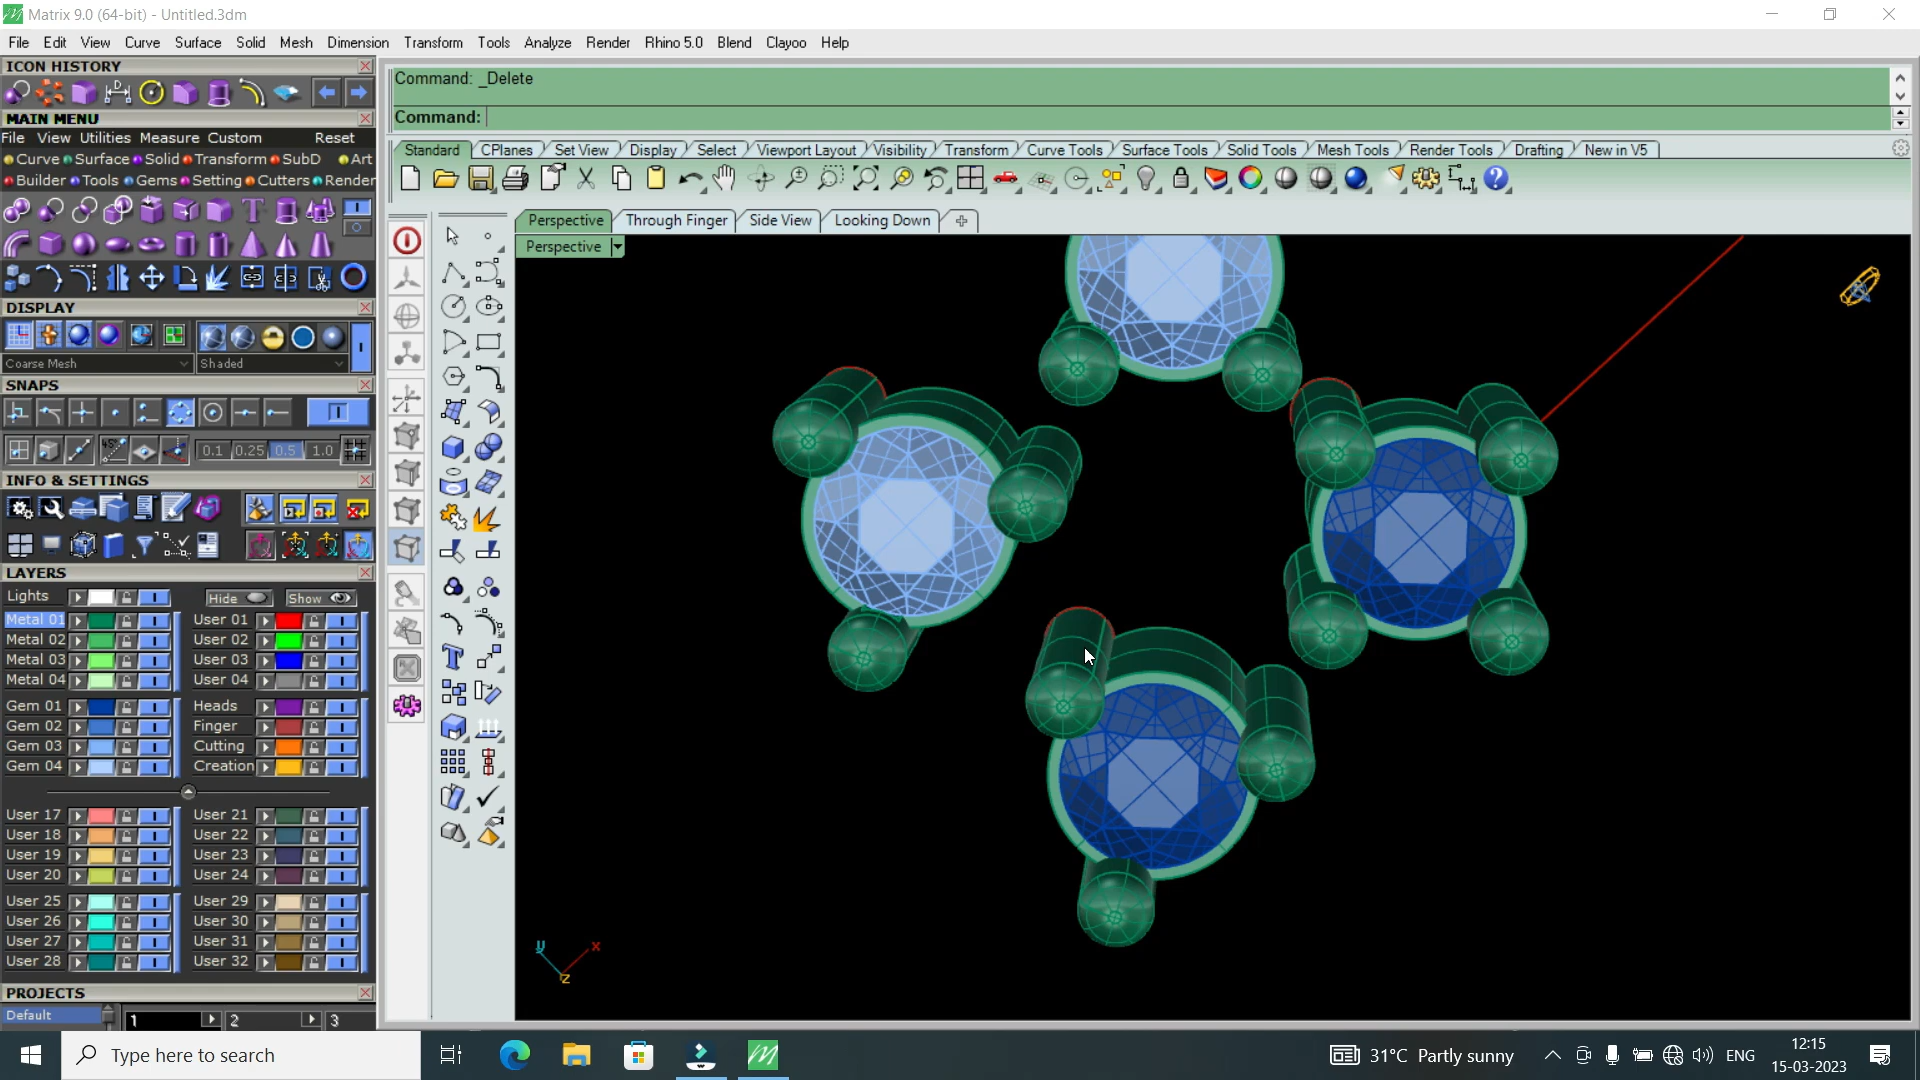 Matrix 9.0 (64-bit) - Untitled.3dm
File Edit View Curve Surface Solid Mesh Dimension Transform Tools Analyze Render Rhino 5.0 Blend Clayoo Help
ICON HISTORY
Command: _Delete
Command:
MAIN MENU
File View Utilities Measure Custom Reset
Curve Surface Solid Transform SubD Art
Builder Tools Gems Setting Cutters Render
Standard CPlanes Set View Display Select Viewport Layout Visibility Transform Curve Tools Surface Tools Solid Tools Mesh Tools Render Tools Drafting New in V5
Perspective Through Finger Side View Looking Down
Perspective
DISPLAY
Coarse Mesh Shaded
SNAPS
0.1 0.25 0.5 1.0
INFO & SETTINGS
LAYERS
Lights Hide Show
Metal 01 User 01
Metal 02 User 02
Metal 03 User 03
Metal 04 User 04
Gem 01 Heads
Gem 02 Finger
Gem 03 Cutting
Gem 04 Creation
User 17 User 21
User 18 User 22
User 19 User 23
User 20 User 24
User 25 User 29
User 26 User 30
User 27 User 31
User 28 User 32
PROJECTS
Default 1 2 3
y x
z
Type here to search
31°C Partly sunny
ENG
12:15
15-03-2023